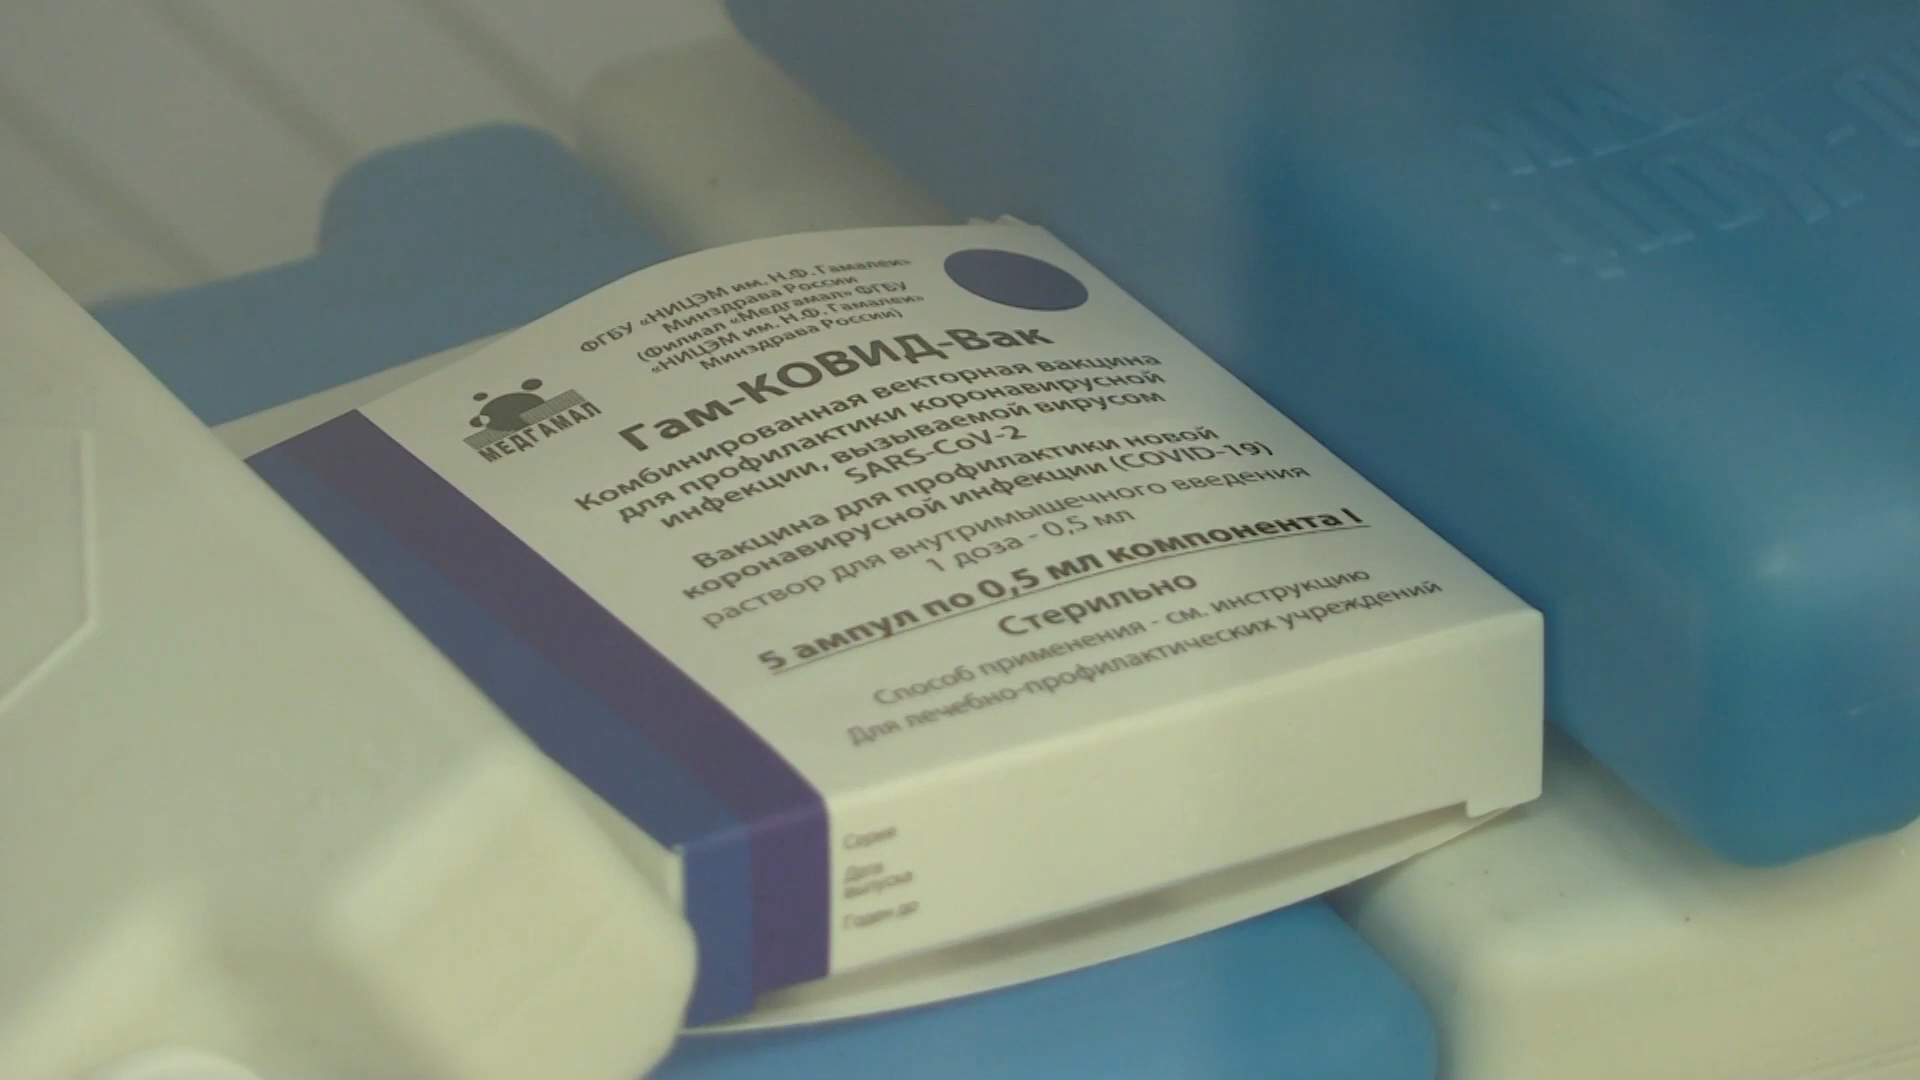 ФГБУ «НИЦЭМ им. Н.Ф. Гамалеи»
Минздрава России
(Филиал «Медгамал» ФГБУ
«НИЦЭМ им. Н.Ф. Гамалеи»
Минздрава России)
МЕДГАМАЛ
Гам-КОВИД-Вак
Комбинированная векторная вакцина
для профилактики коронавирусной
инфекции, вызываемой вирусом
SARS-CoV-2
Вакцина для профилактики новой
коронавирусной инфекции (COVID-19)
раствор для внутримышечного введения
1 доза - 0,5 мл
5 ампул по 0,5 мл компонента I
Стерильно
Способ применения - см. инструкцию
Для лечебно-профилактических учреждений
Серия
Дата
выпуска
Годен до